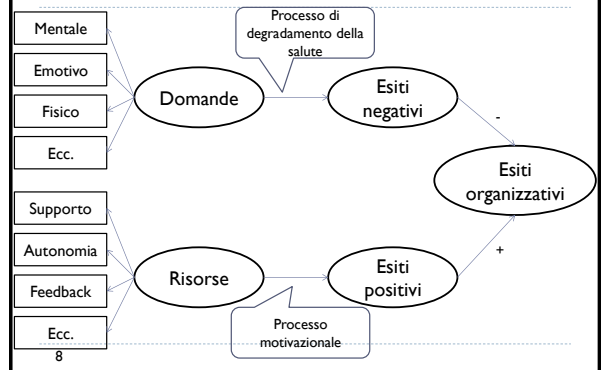 Mentale
Emotivo
Fisico
Ecc.
Domande
Processo di
degradamento della
salute
Esiti
negativi
-
Esiti
organizzativi
+
Supporto
Autonomia
Feedback
Ecc.
Risorse
Processo
motivazionale
Esiti
positivi
8